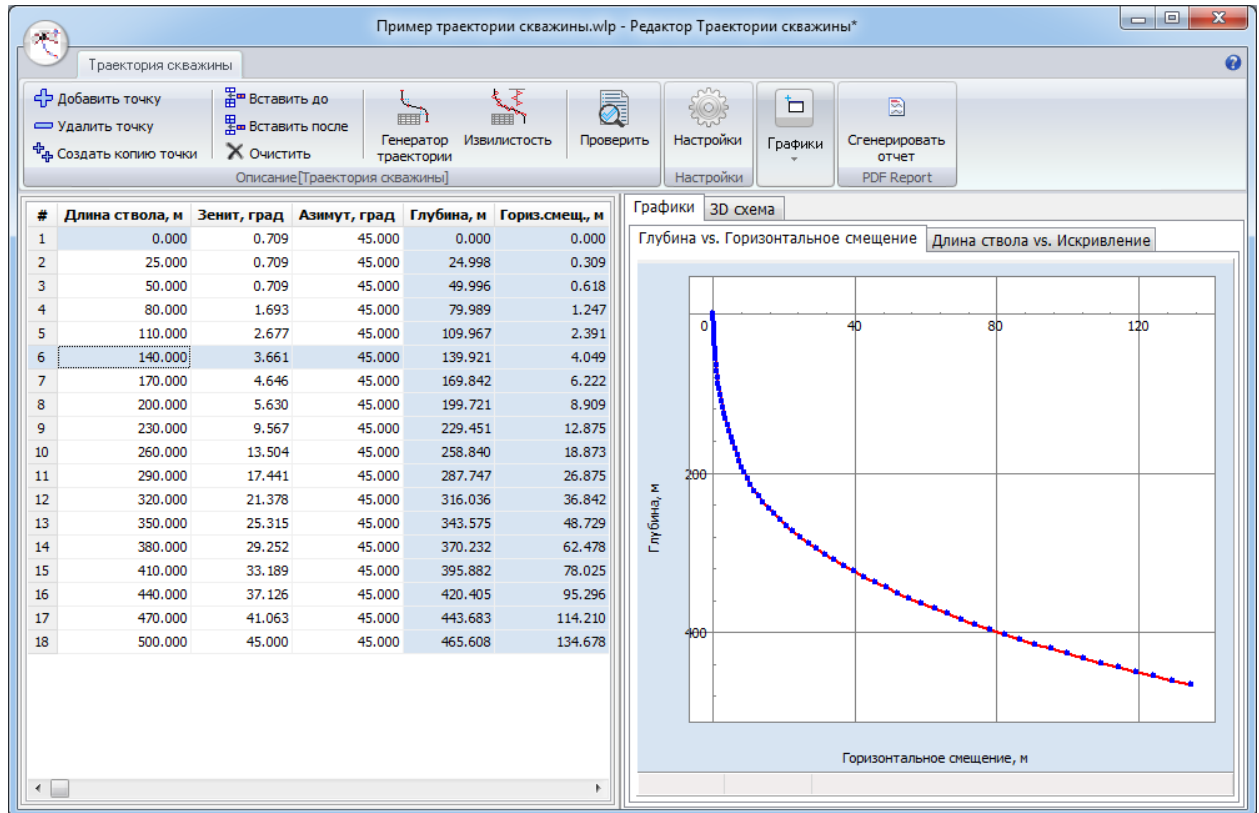 Пример траектории скважины.wlp - Редактор Траектории скважины*
Траектория скважины
Добавить точку
Удалить точку
Создать копию точки
Вставить до
Вставить после
Очистить
Генератор
траектории
Извилистость
Проверить
Описание[Траектория скважины]
Настройки
Настройки
Графики
Сгенерировать
отчет
PDF Report
# Длина ствола, м Зенит, град Азимут, град Глубина, м Гориз.смещ., м
1 0.000 0.709 45.000 0.000 0.000
2 25.000 0.709 45.000 24.998 0.309
3 50.000 0.709 45.000 49.996 0.618
4 80.000 1.693 45.000 79.989 1.247
5 110.000 2.677 45.000 109.967 2.391
6 140.000 3.661 45.000 139.921 4.049
7 170.000 4.646 45.000 169.842 6.222
8 200.000 5.630 45.000 199.721 8.909
9 230.000 9.567 45.000 229.451 12.875
10 260.000 13.504 45.000 258.840 18.873
11 290.000 17.441 45.000 287.747 26.875
12 320.000 21.378 45.000 316.036 36.842
13 350.000 25.315 45.000 343.575 48.729
14 380.000 29.252 45.000 370.232 62.478
15 410.000 33.189 45.000 395.882 78.025
16 440.000 37.126 45.000 420.405 95.296
17 470.000 41.063 45.000 443.683 114.210
18 500.000 45.000 45.000 465.608 134.678
Графики 3D схема
Глубина vs. Горизонтальное смещение Длина ствола vs. Искривление
0 40 80 120
200
400
Глубина, м
Горизонтальное смещение, м